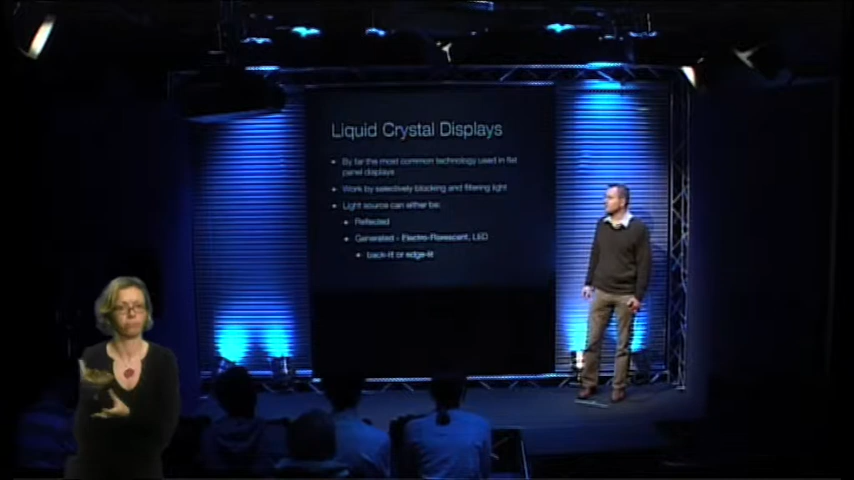 Liquid Crystal Displays
By far the most common technology used in flat
panel displays
Work by selectively blocking and filtering light
Light source can either be:
Reflected
Generated - Electro-florescent, LED
back-lit or edge-lit